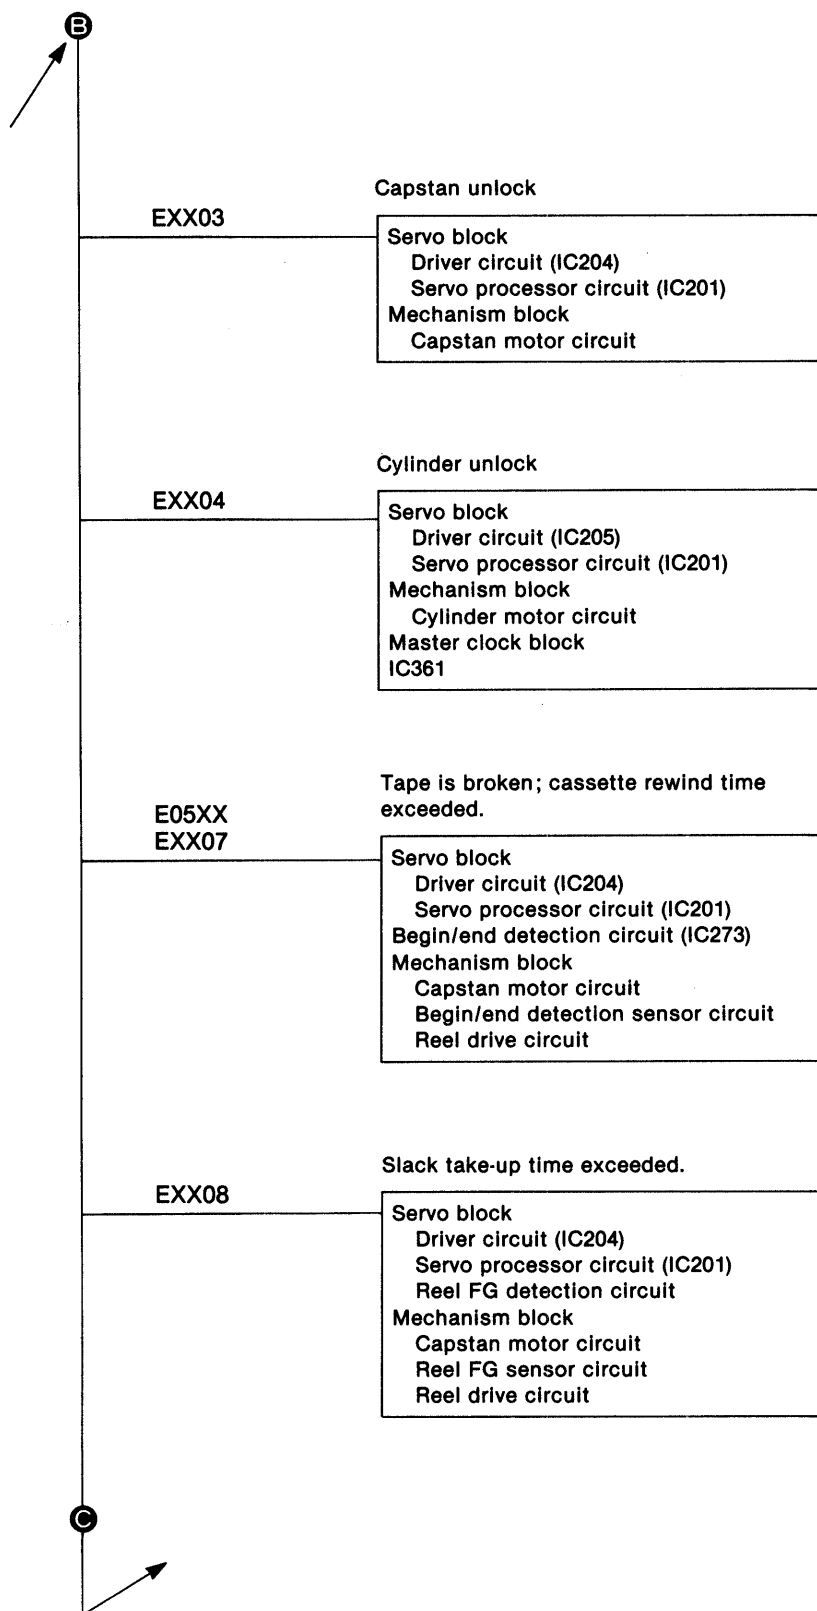 B
Capstan unlock
EXX03
Servo block
Driver circuit (IC204)
Servo processor circuit (IC201)
Mechanism block
Capstan motor circuit
Cylinder unlock
EXX04
Servo block
Driver circuit (IC205)
Servo processor circuit (IC201)
Mechanism block
Cylinder motor circuit
Master clock block
IC361
Tape is broken; cassette rewind time
exceeded.
E05XX
EXX07
Servo block
Driver circuit (IC204)
Servo processor circuit (IC201)
Begin/end detection circuit (IC273)
Mechanism block
Capstan motor circuit
Begin/end detection sensor circuit
Reel drive circuit
Slack take-up time exceeded.
EXX08
Servo block
Driver circuit (IC204)
Servo processor circuit (IC201)
Reel FG detection circuit
Mechanism block
Capstan motor circuit
Reel FG sensor circuit
Reel drive circuit
C